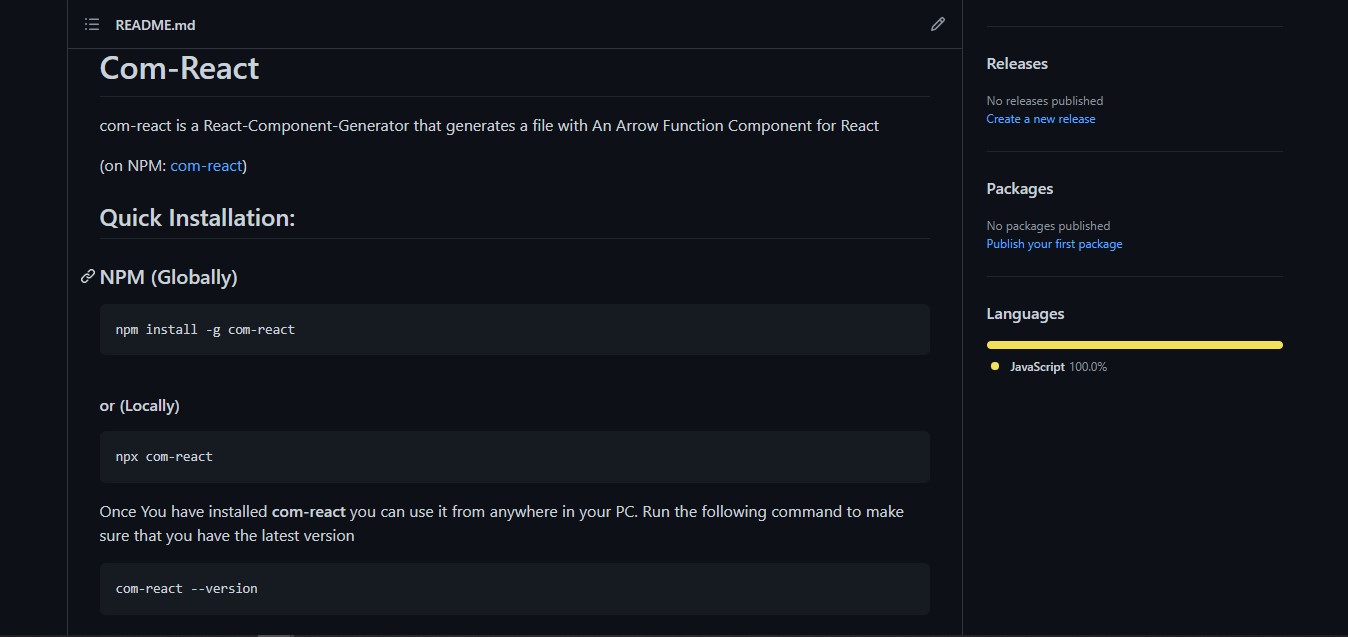 README.md
Com-React
com-react is a React-Component-Generator that generates a file with An Arrow Function Component for React
(on NPM: com-react)
Quick Installation:
NPM (Globally)
npm install -g com-react
or (Locally)
npx com-react
Once You have installed com-react you can use it from anywhere in your PC. Run the following command to make
sure that you have the latest version
com-react --version
Releases
No releases published
Create a new release
Packages
No packages published
Publish your first package
Languages
JavaScript 100.0%